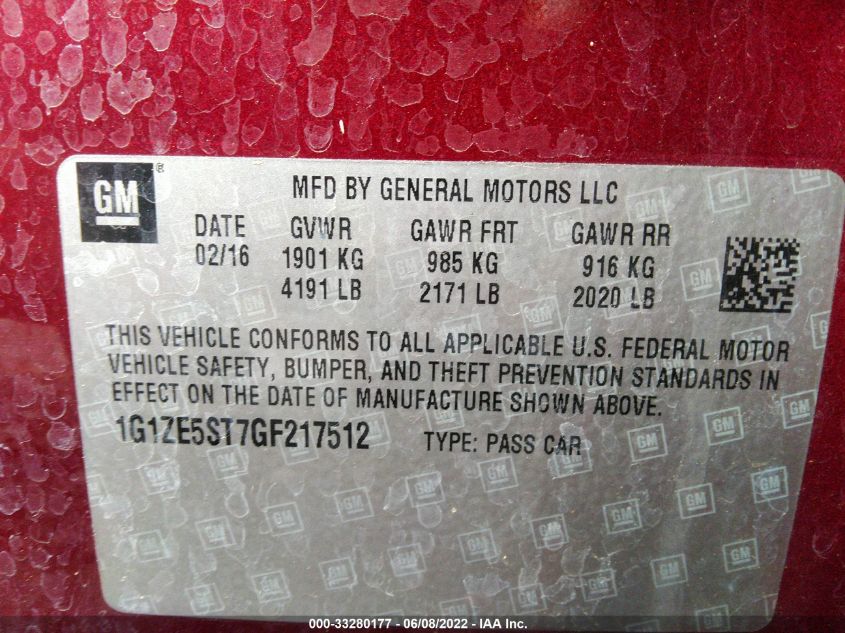 GM ®
MFD BY GENERAL MOTORS LLC
DATE GVWR GAWR FRT GAWR RR
02/16 1901 KG 985 KG 916 KG
4191 LB 2171 LB 2020 LB
THIS VEHICLE CONFORMS TO ALL APPLICABLE U.S. FEDERAL MOTOR
VEHICLE SAFETY, BUMPER, AND THEFT PREVENTION STANDARDS IN
EFFECT ON THE DATE OF MANUFACTURE SHOWN ABOVE.
1G1ZE5ST7GF217512 TYPE: PASS CAR
000-33280177 - 06/08/2022 - IAA Inc.